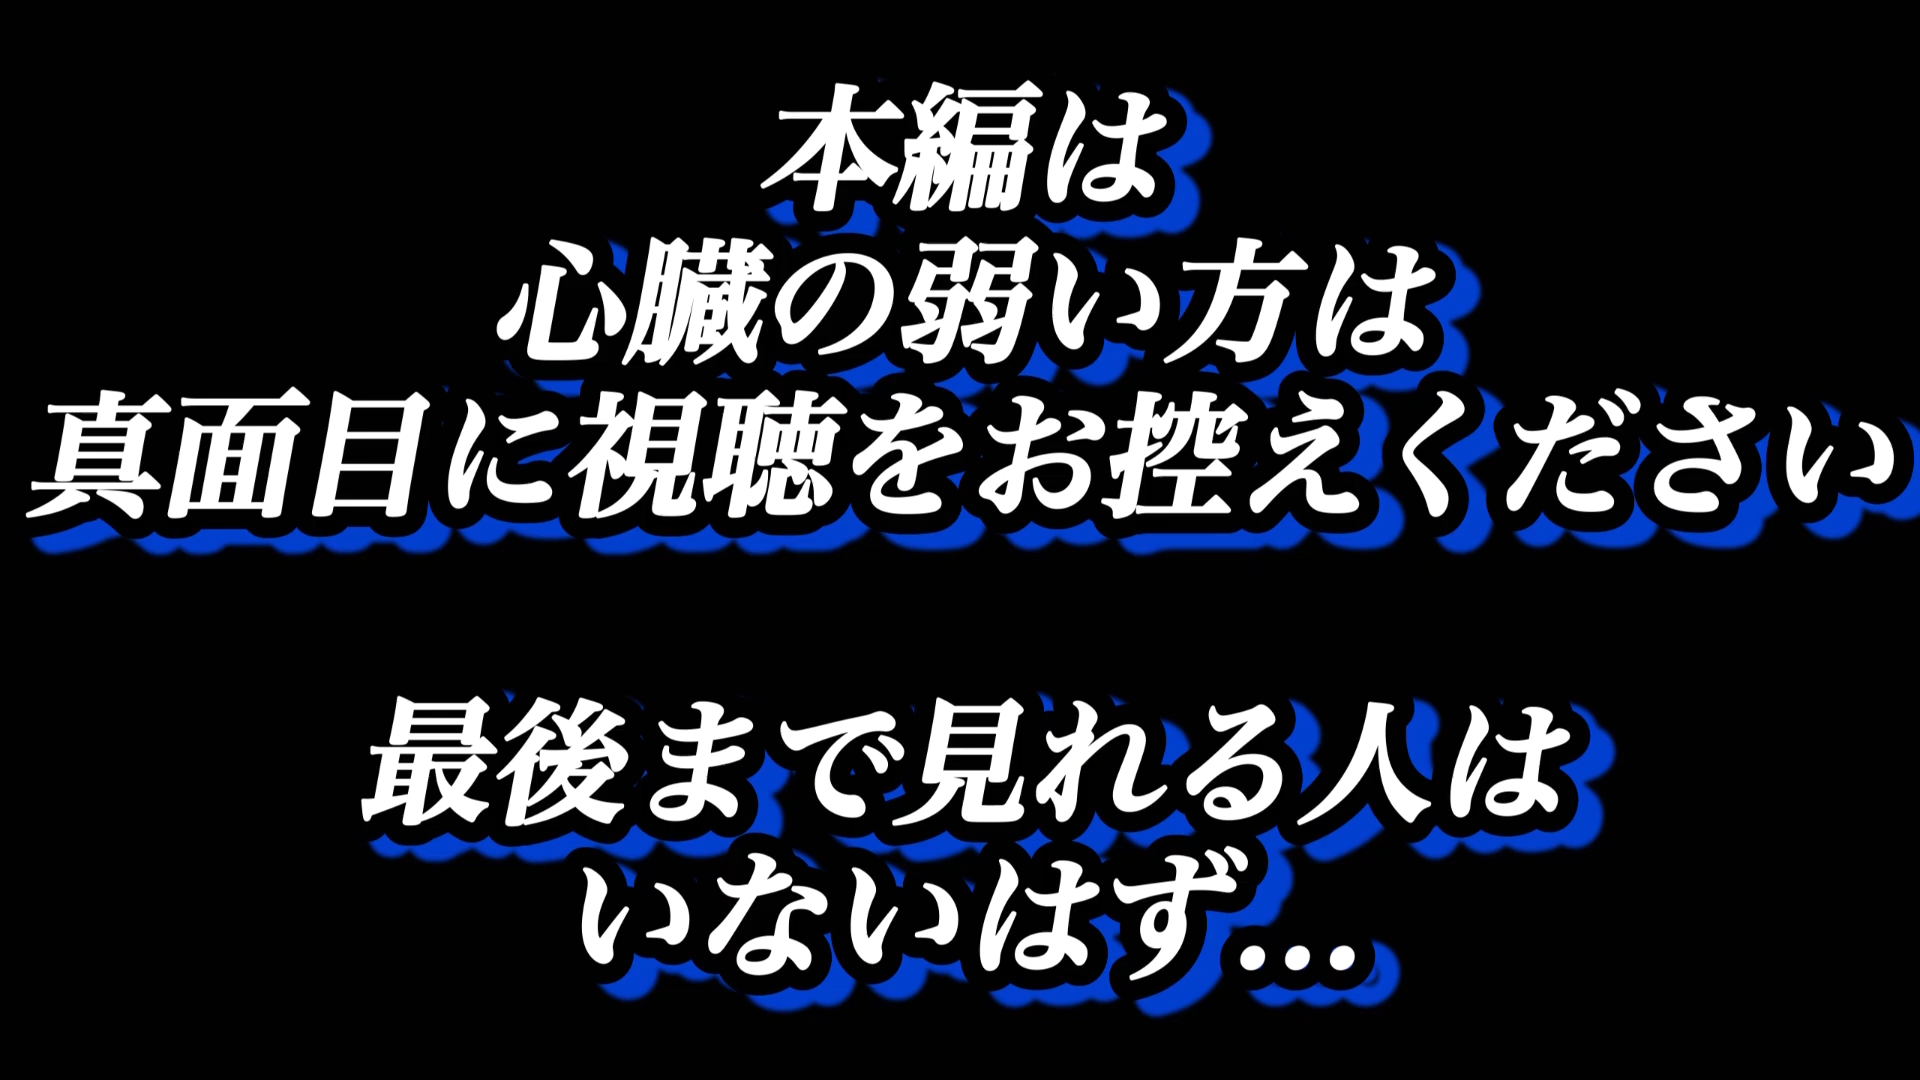 本編は
心臓の弱い方は
真面目に視聴をお控えください
最後まで見れる人は
いないはず…